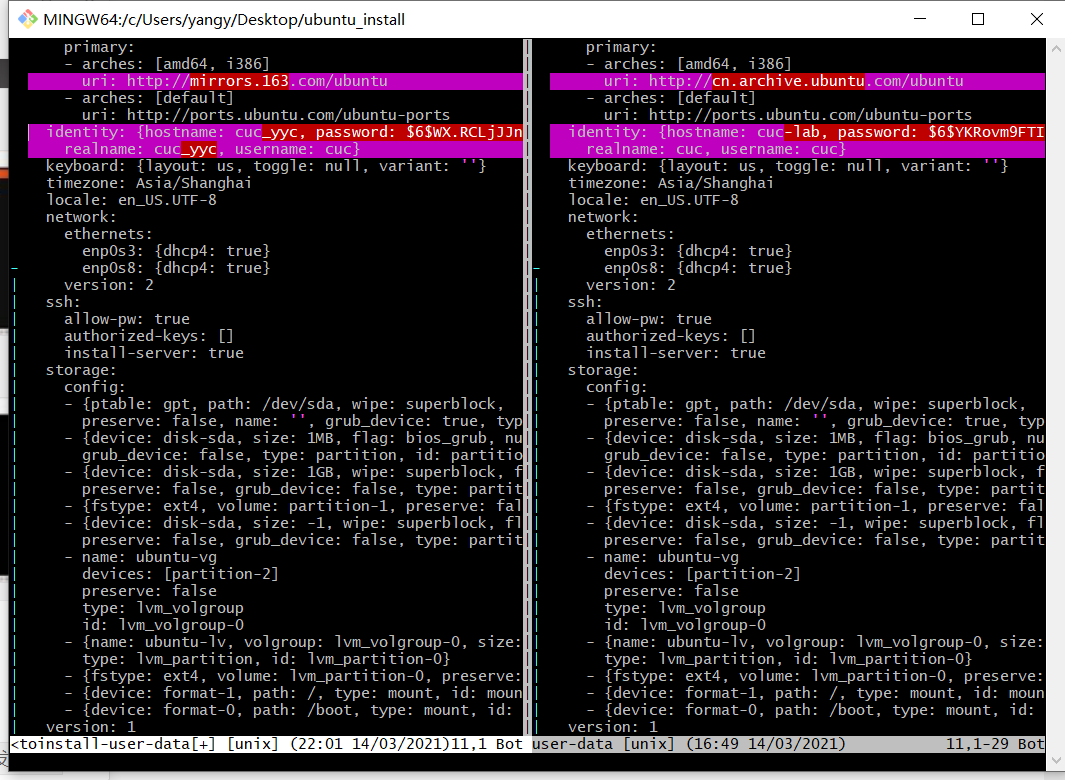 MINGW64:/c/Users/yangy/Desktop/ubuntu_install
primary:
- arches: [amd64, i386]
uri: http://mirrors.163.com/ubuntu
- arches: [default]
uri: http://ports.ubuntu.com/ubuntu-ports
identity: {hostname: cuc_yyc, password: $6$WX.RCLjJJn
realname: cuc_yyc, username: cuc}
keyboard: {layout: us, toggle: null, variant: ''}
timezone: Asia/Shanghai
locale: en_US.UTF-8
network:
ethernets:
enp0s3: {dhcp4: true}
enp0s8: {dhcp4: true}
version: 2
ssh:
allow-pw: true
authorized-keys: []
install-server: true
storage:
config:
- {ptable: gpt, path: /dev/sda, wipe: superblock,
preserve: false, name: '', grub_device: true, typ
- {device: disk-sda, size: 1MB, flag: bios_grub, nu
grub_device: false, type: partition, id: partitio
- {device: disk-sda, size: 1GB, wipe: superblock, f
preserve: false, grub_device: false, type: partit
- {fstype: ext4, volume: partition-1, preserve: fal
- {device: disk-sda, size: -1, wipe: superblock, fl
preserve: false, grub_device: false, type: partit
- name: ubuntu-vg
devices: [partition-2]
preserve: false
type: lvm_volgroup
id: lvm_volgroup-0
- {name: ubuntu-lv, volgroup: lvm_volgroup-0, size:
type: lvm_partition, id: lvm_partition-0}
- {fstype: ext4, volume: lvm_partition-0, preserve:
- {device: format-1, path: /, type: mount, id: moun
- {device: format-0, path: /boot, type: mount, id:
version: 1
<toinstall-user-data[+] [unix] (22:01 14/03/2021)11,1 Bot
primary:
- arches: [amd64, i386]
uri: http://cn.archive.ubuntu.com/ubuntu
- arches: [default]
uri: http://ports.ubuntu.com/ubuntu-ports
identity: {hostname: cuc-lab, password: $6$YKRovm9FTI
realname: cuc, username: cuc}
keyboard: {layout: us, toggle: null, variant: ''}
timezone: Asia/Shanghai
locale: en_US.UTF-8
network:
ethernets:
enp0s3: {dhcp4: true}
enp0s8: {dhcp4: true}
version: 2
ssh:
allow-pw: true
authorized-keys: []
install-server: true
storage:
config:
- {ptable: gpt, path: /dev/sda, wipe: superblock,
preserve: false, name: '', grub_device: true, typ
- {device: disk-sda, size: 1MB, flag: bios_grub, nu
grub_device: false, type: partition, id: partitio
- {device: disk-sda, size: 1GB, wipe: superblock, f
preserve: false, grub_device: false, type: partit
- {fstype: ext4, volume: partition-1, preserve: fal
- {device: disk-sda, size: -1, wipe: superblock, fl
preserve: false, grub_device: false, type: partit
- name: ubuntu-vg
devices: [partition-2]
preserve: false
type: lvm_volgroup
id: lvm_volgroup-0
- {name: ubuntu-lv, volgroup: lvm_volgroup-0, size:
type: lvm_partition, id: lvm_partition-0}
- {fstype: ext4, volume: lvm_partition-0, preserve:
- {device: format-1, path: /, type: mount, id: moun
- {device: format-0, path: /boot, type: mount, id:
version: 1
user-data [unix] (16:49 14/03/2021) 11,1-29 Bot